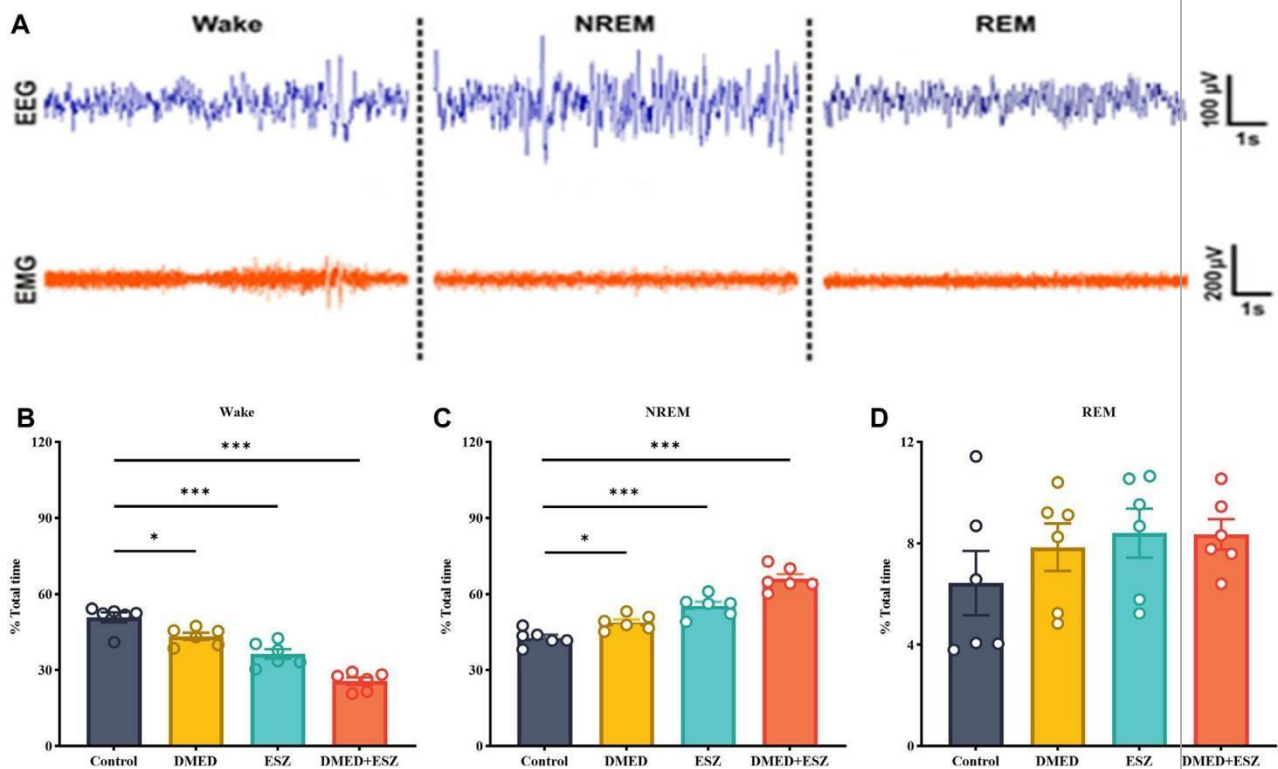 A
Wake
NREM
REM
EEG
100 µV
1s
EMG
200µV
1s
B
Wake
% Total time
120
90
60
30
0
***
***
*
Control
DMED
ESZ
DMED+ESZ
C
NREM
% Total time
120
90
60
30
0
***
***
*
Control
DMED
ESZ
DMED+ESZ
D
REM
% Total time
12
8
4
0
Control
DMED
ESZ
DMED+ESZ